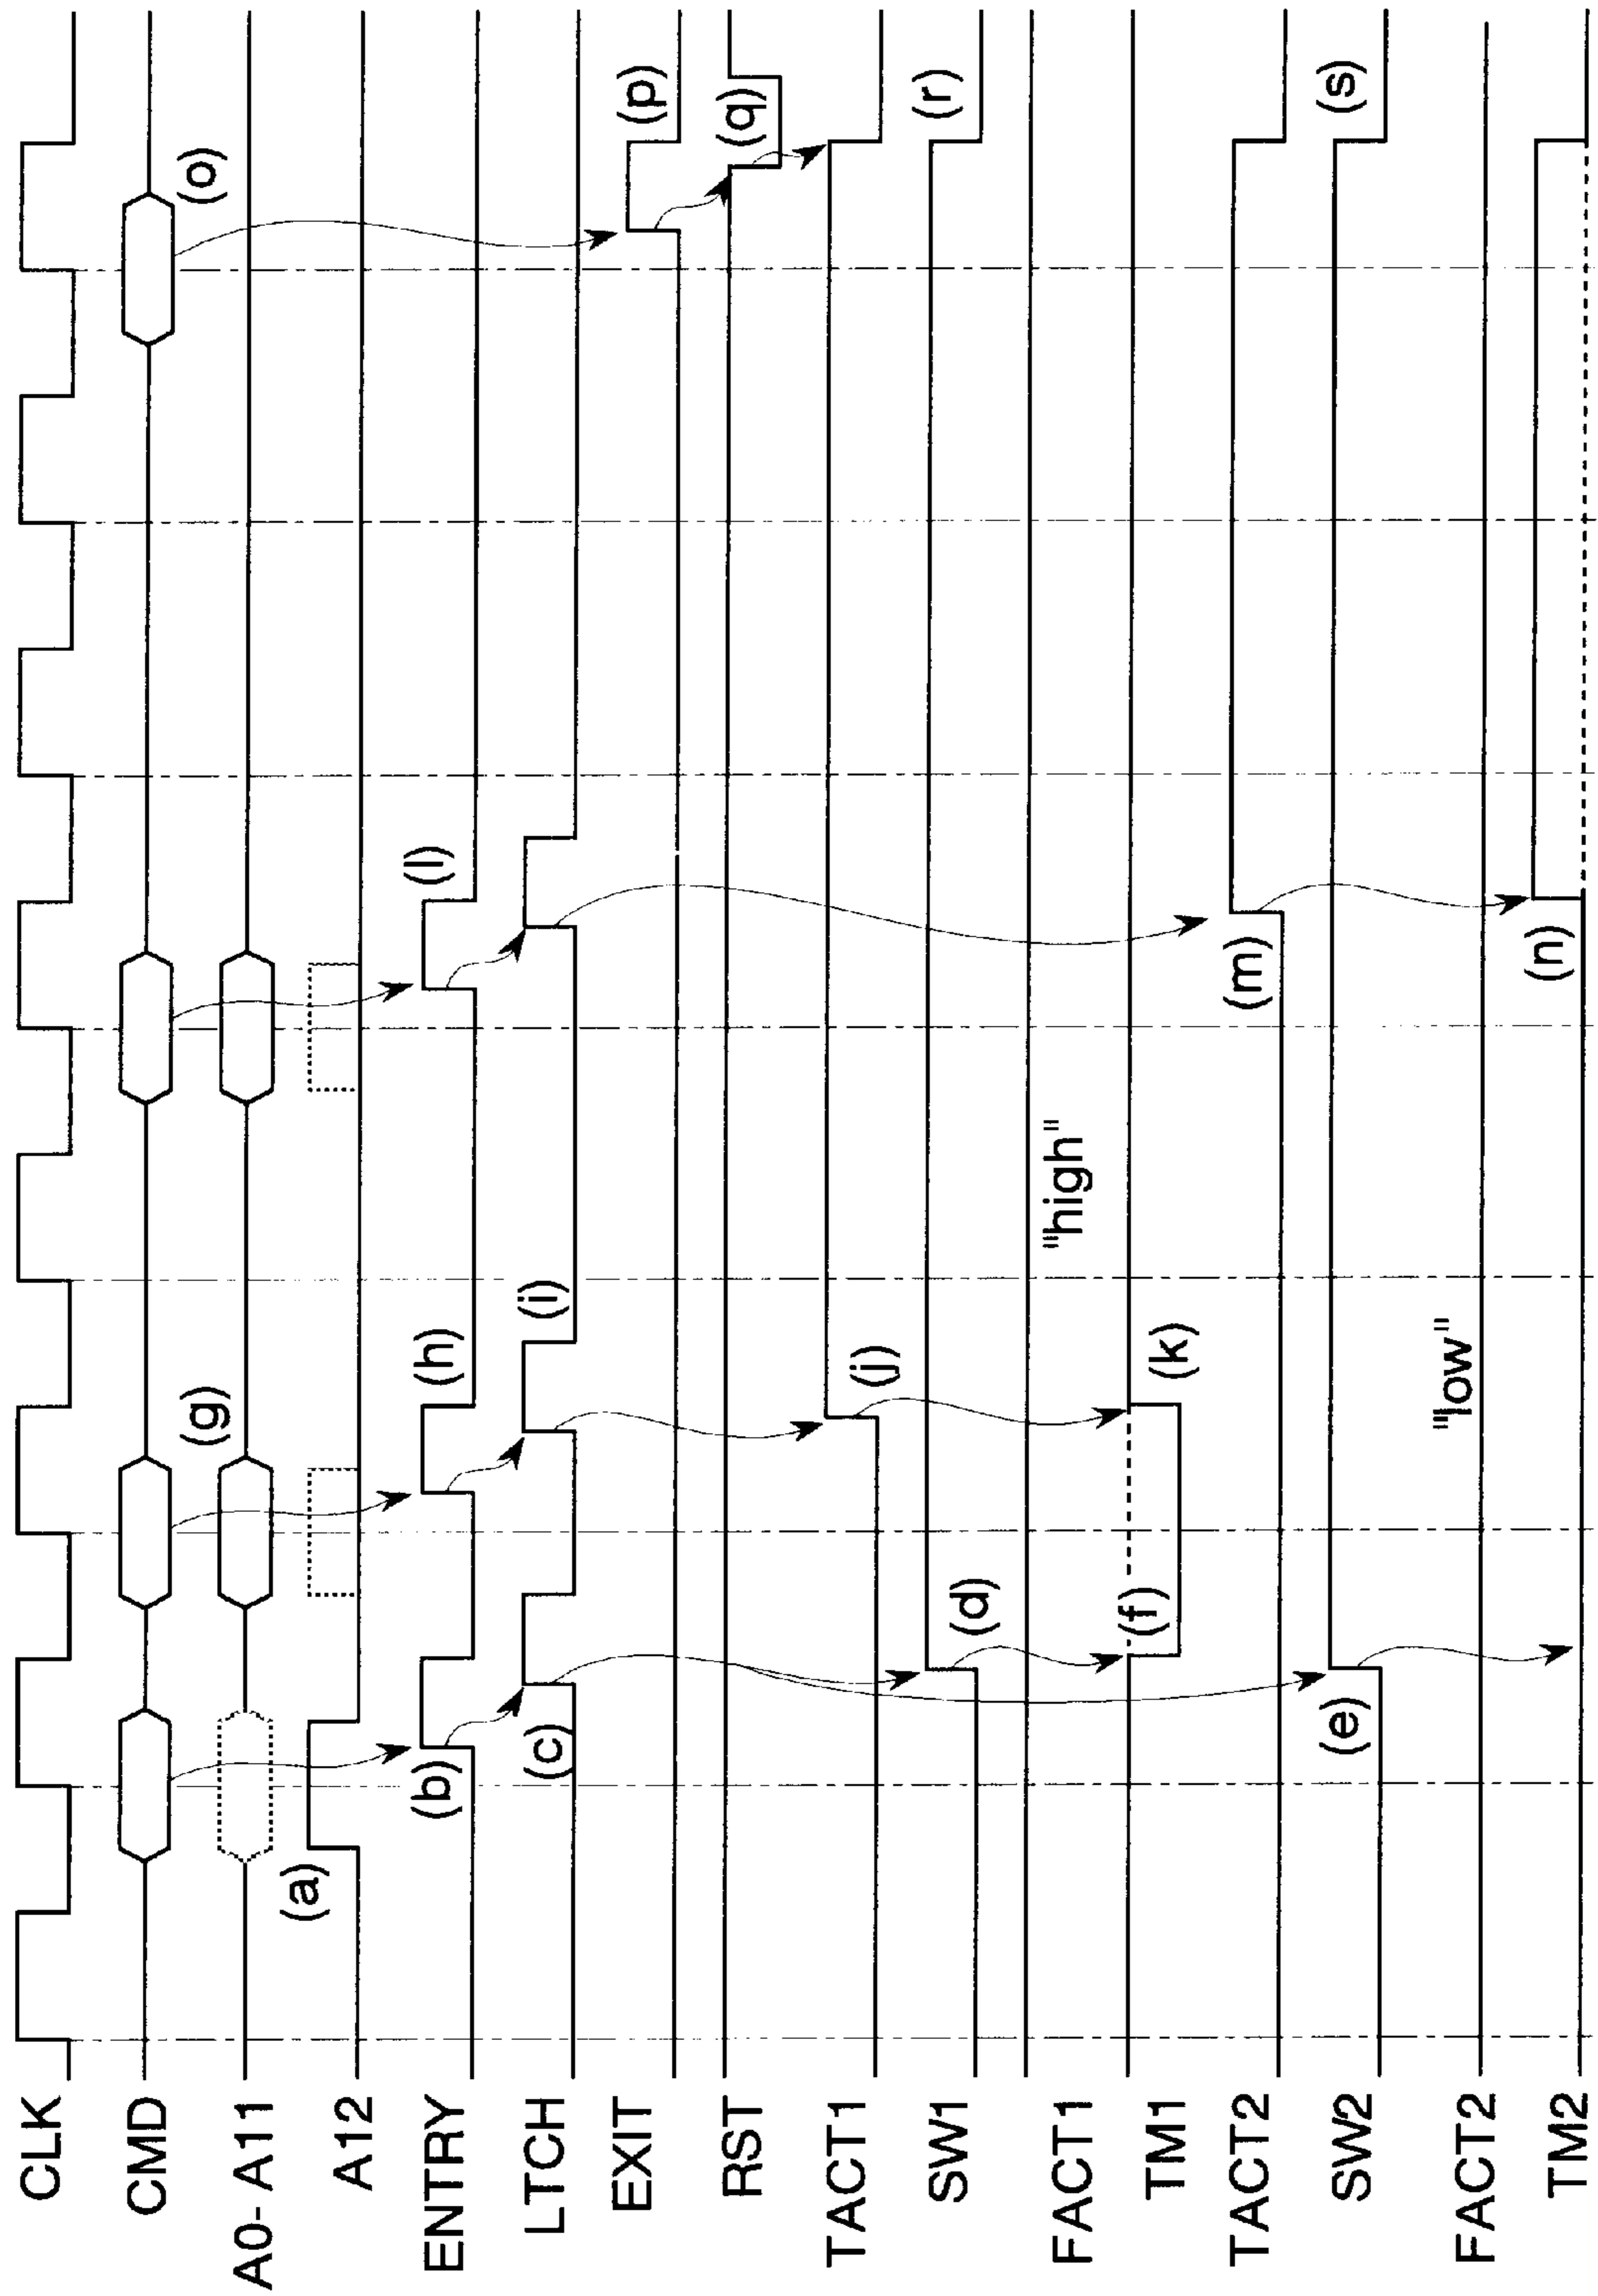 CLK
CMD
(o)
A0- A11
(g)
A12
(a)
ENTRY
(b)
(h)
(l)
LTCH
(c)
(i)
EXIT
(p)
RST
(q)
TACT1
(j)
SW1
(d)
(r)
FACT1
"high"
TM1
(f)
(k)
TACT2
(m)
SW2
(e)
(s)
FACT2
"low"
TM2
(n)